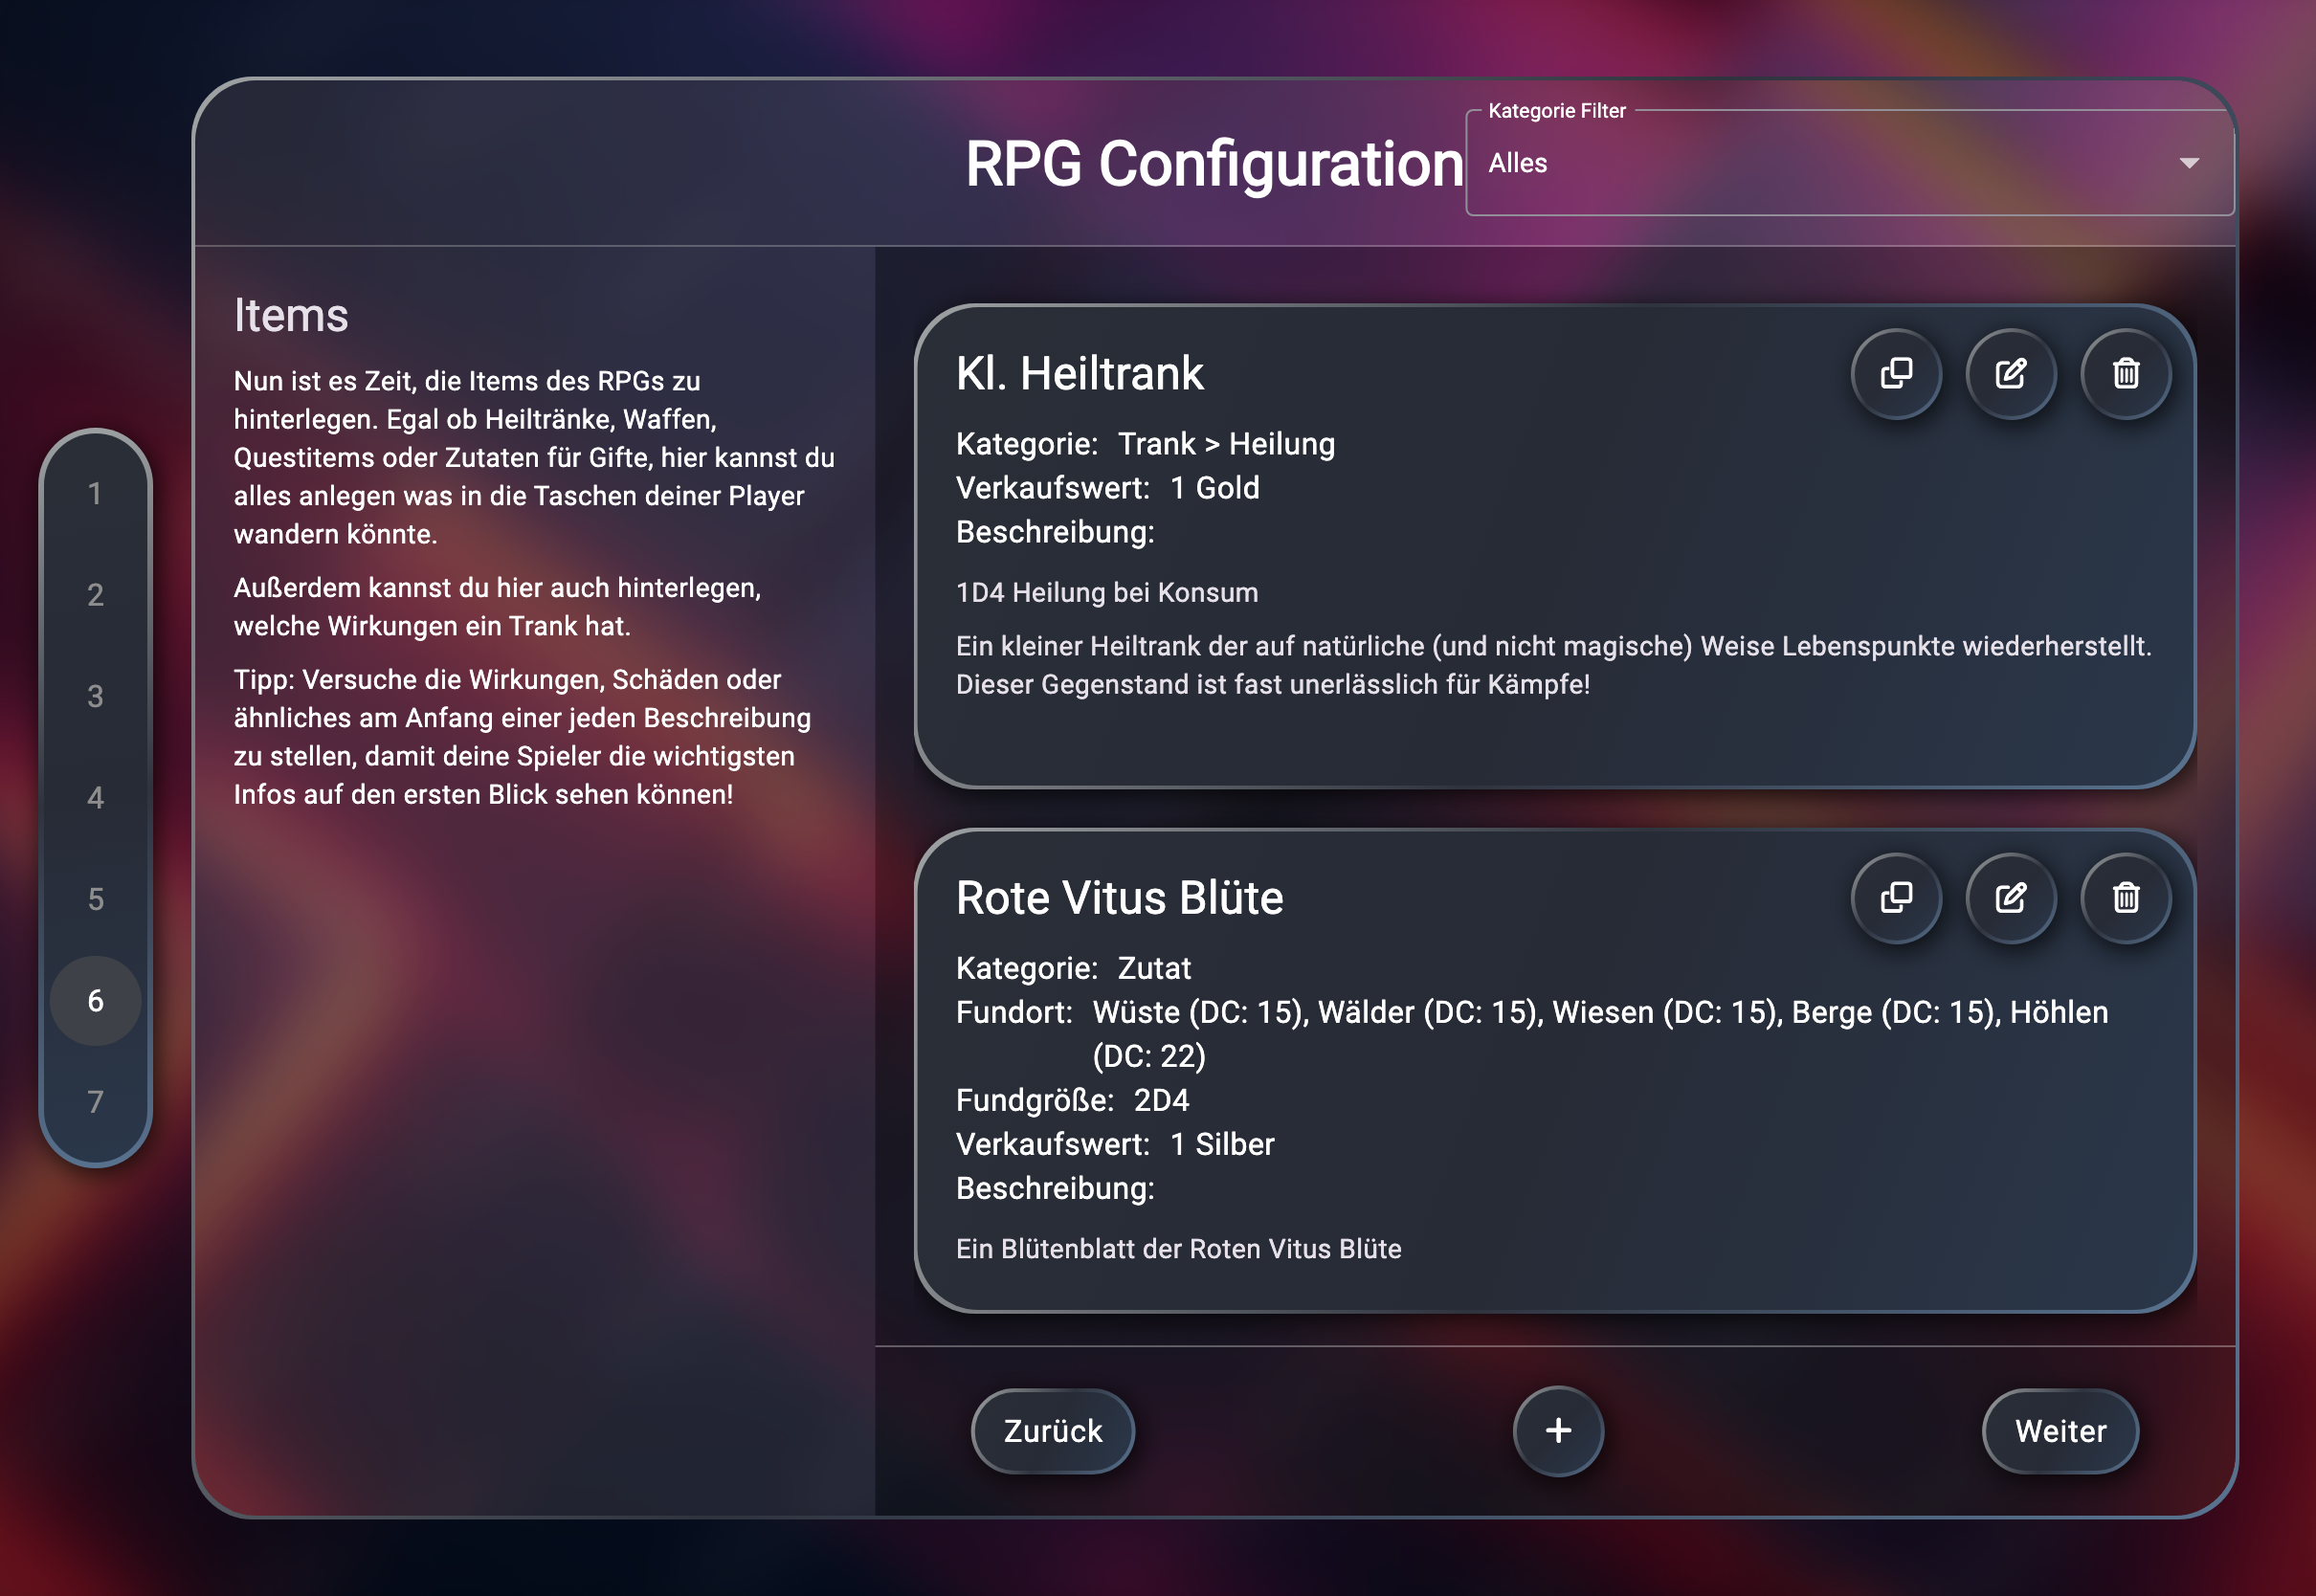 RPG Configuration
Kategorie Filter
Alles
1
2
3
4
5
6
7
Items
Nun ist es Zeit, die Items des RPGs zu
hinterlegen. Egal ob Heiltränke, Waffen,
Questitems oder Zutaten für Gifte, hier kannst du
alles anlegen was in die Taschen deiner Player
wandern könnte.
Außerdem kannst du hier auch hinterlegen,
welche Wirkungen ein Trank hat.
Tipp: Versuche die Wirkungen, Schäden oder
ähnliches am Anfang einer jeden Beschreibung
zu stellen, damit deine Spieler die wichtigsten
Infos auf den ersten Blick sehen können!
Kl. Heiltrank
Kategorie: Trank > Heilung
Verkaufswert: 1 Gold
Beschreibung:
1D4 Heilung bei Konsum
Ein kleiner Heiltrank der auf natürliche (und nicht magische) Weise Lebenspunkte wiederherstellt.
Dieser Gegenstand ist fast unerlässlich für Kämpfe!
Rote Vitus Blüte
Kategorie: Zutat
Fundort: Wüste (DC: 15), Wälder (DC: 15), Wiesen (DC: 15), Berge (DC: 15), Höhlen
(DC: 22)
Fundgröße: 2D4
Verkaufswert: 1 Silber
Beschreibung:
Ein Blütenblatt der Roten Vitus Blüte
Zurück
+
Weiter